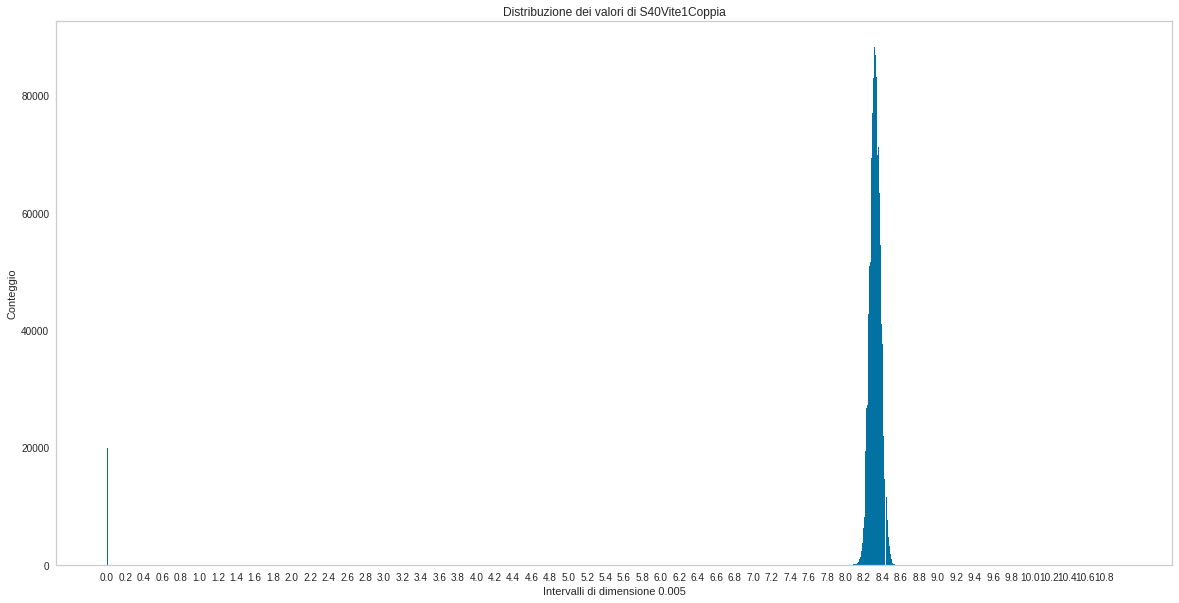 Distribuzione dei valori di S40Vite1Coppia
80000
60000
40000
20000
0
Conteggio
0.0 0.2 0.4 0.6 0.8 1.0 1.2 1.4 1.6 1.8 2.0 2.2 2.4 2.6 2.8 3.0 3.2 3.4 3.6 3.8 4.0 4.2 4.4 4.6 4.8 5.0 5.2 5.4 5.6 5.8 6.0 6.2 6.4 6.6 6.8 7.0 7.2 7.4 7.6 7.8 8.0 8.2 8.4 8.6 8.8 9.0 9.2 9.4 9.6 9.8 10.0 10.2 10.4 10.6 10.8
Intervalli di dimensione 0.005